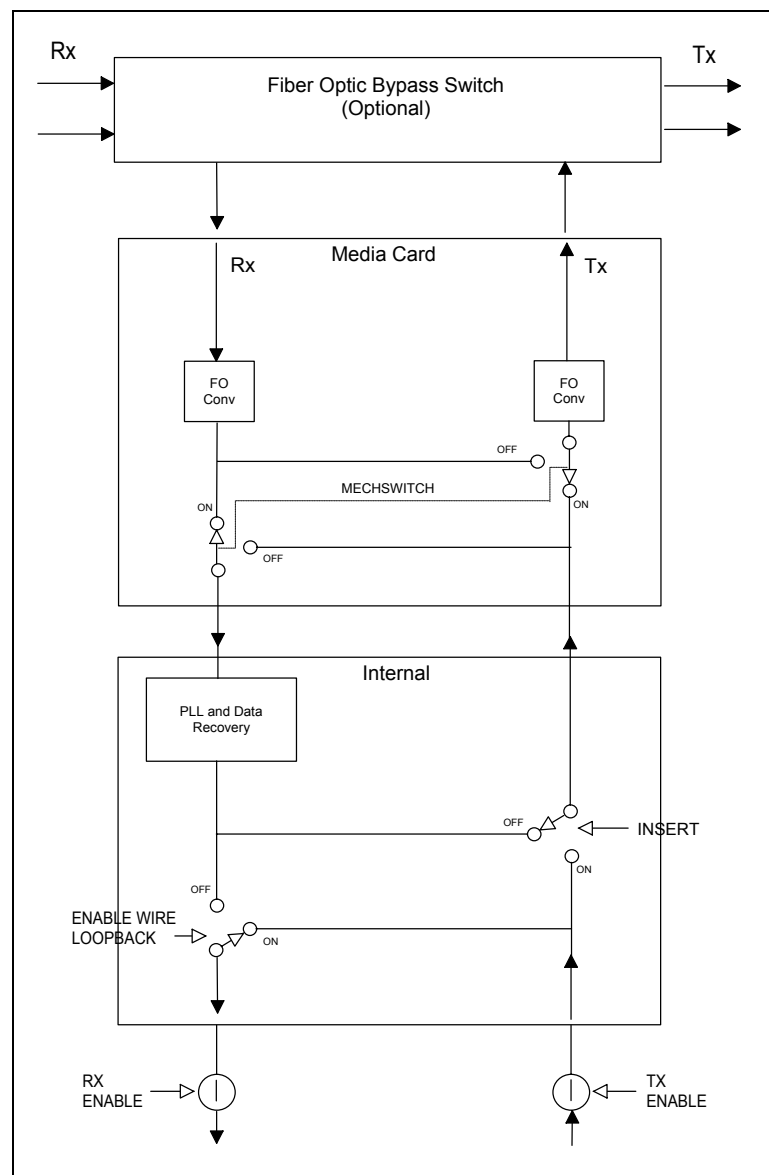 Rx
Tx
Fiber Optic Bypass Switch
(Optional)
Media Card
Rx
Tx
FO
Conv
FO
Conv
OFF
MECHSWITCH
ON
ON
OFF
Internal
PLL and Data
Recovery
OFF
INSERT
ON
OFF
ENABLE WIRE
LOOPBACK
ON
RX
ENABLE
TX
ENABLE